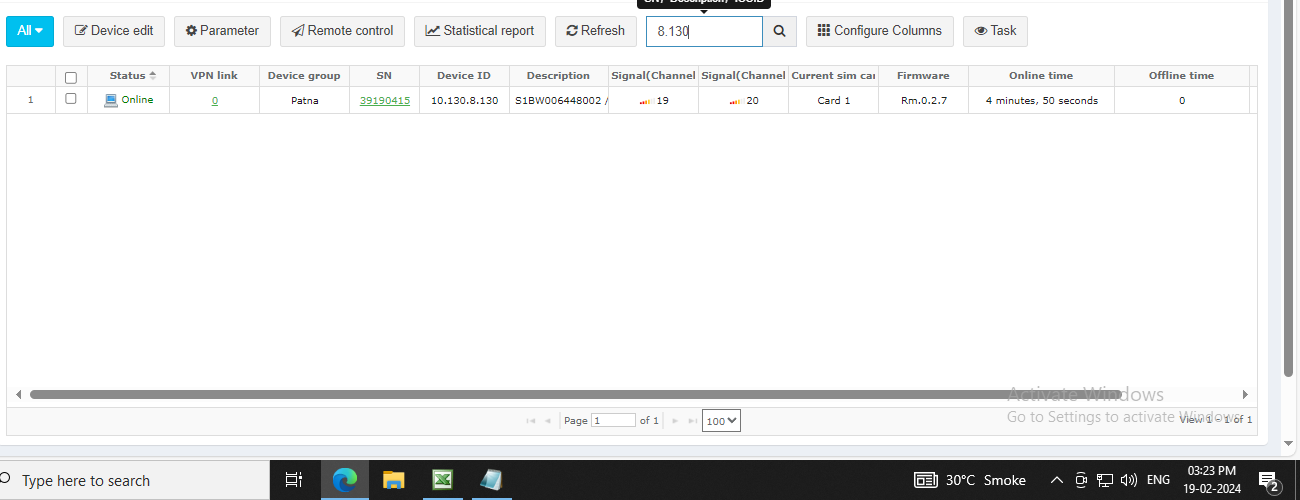 All
Device edit
Parameter
Remote control
Statistical report
Refresh
8.130
Configure Columns
Task
Status VPN link Device group SN Device ID Description Signal(Channel Signal(Channel Current sim car Firmware Online time Offline time
1 Online 0 Patna 39190415 10.130.8.130 S1BW006448002 / 19 20 Card 1 Rm.0.2.7 4 minutes, 50 seconds 0
Activate Windows
Go to Settings to activate Windows.
Page 1 of 1 100 View 1 - 1 of 1
Type here to search
30°C Smoke
ENG
03:23 PM
19-02-2024
2